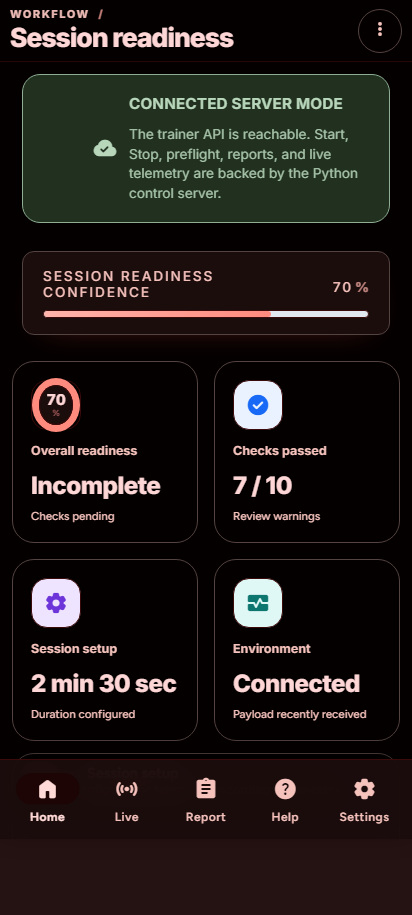 WORKFLOW /
Session readiness
CONNECTED SERVER MODE
The trainer API is reachable. Start,
Stop, preflight, reports, and live
telemetry are backed by the Python
control server.
SESSION READINESS
CONFIDENCE
70 %
70
%
Overall readiness
Incomplete
Checks pending
Checks passed
7 / 10
Review warnings
Session setup
2 min 30 sec
Duration configured
Environment
Connected
Payload recently received
Home
Live
Report
Help
Settings